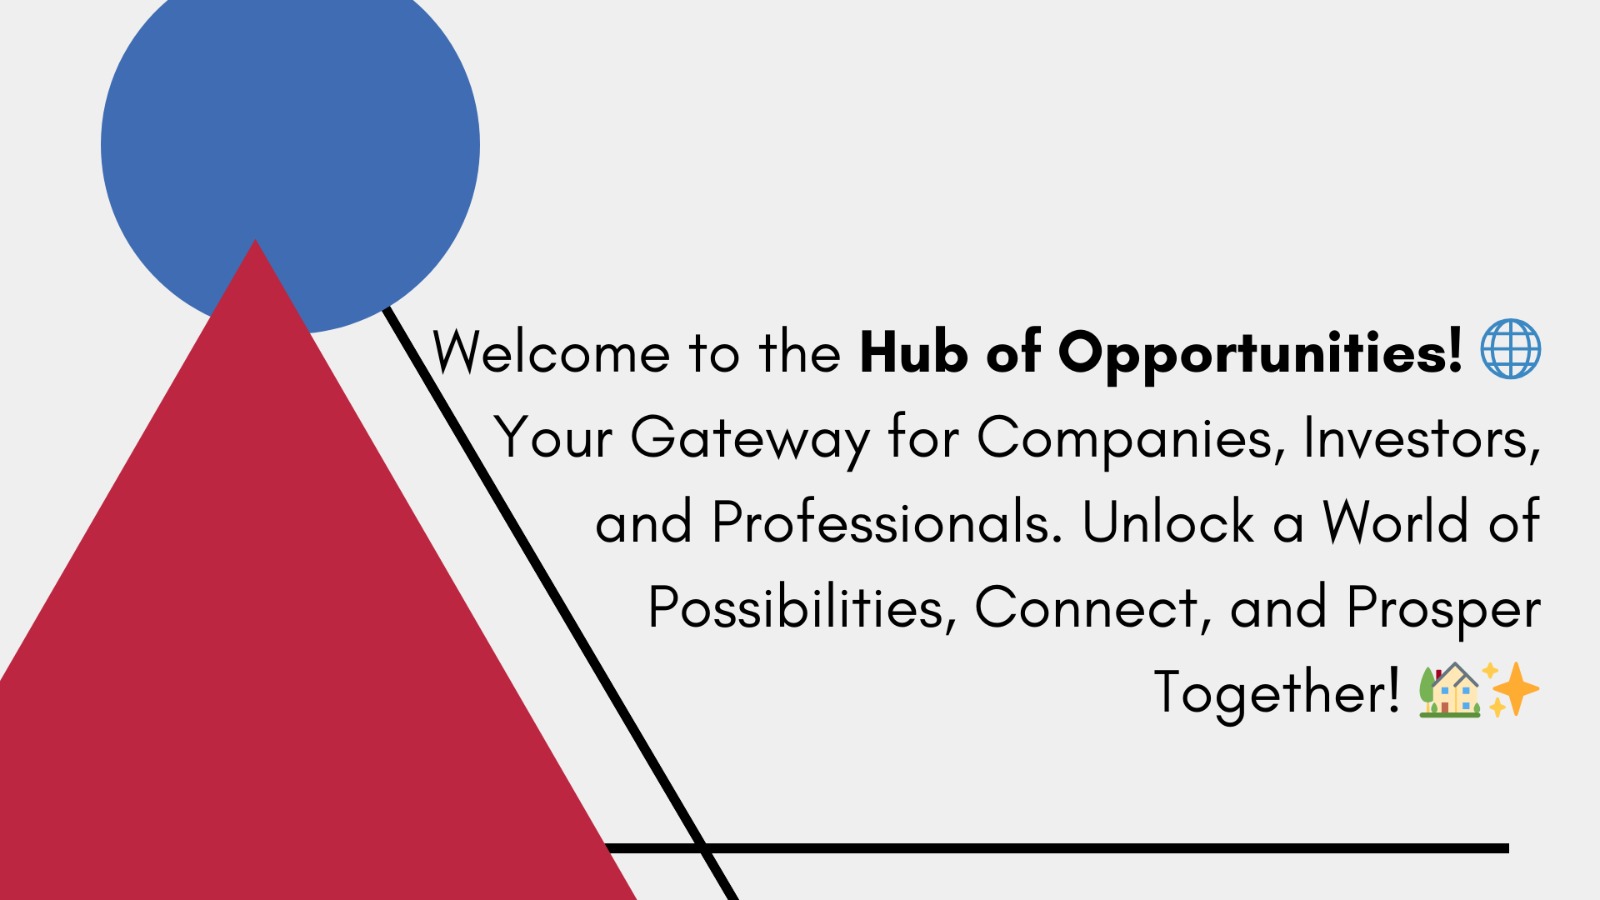 Welcome to the Hub of Opportunities! 🌐
Your Gateway for Companies, Investors,
and Professionals. Unlock a World of
Possibilities, Connect, and Prosper
Together! 🏡✨